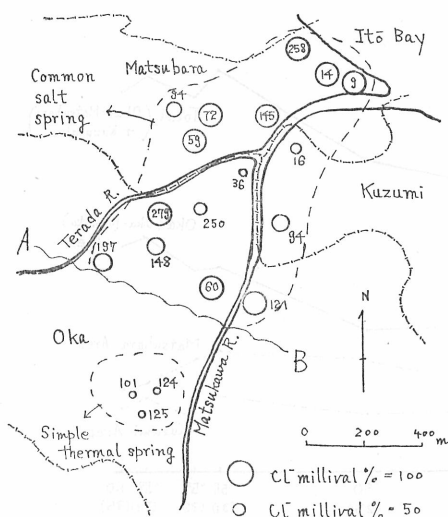 Itō Bay
Matsubara
258
14
9
Common
salt
spring
94
72
145
59
16
36
Kuzumi
Terada R.
279
250
94
A
197
148
60
121
B
N
Oka
101
124
125
Matsukawa R.
Simple
thermal spring
0 200 400 m
Cl⁻ millival % = 100
Cl⁻ millival % = 50